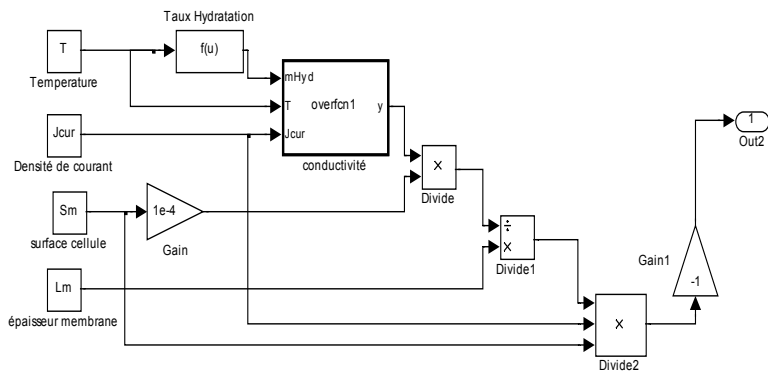 Taux Hydratation
T
f(u)
Temperature
mHyd
T
Jcur
overfcn1
y
conductivité
Jcur
Densité de courant
Sm
surface cellule
1e-4
Gain
×
Divide
÷
×
Divide1
Lm
épaisseur membrane
×
Divide2
Gain1
-1
1
Out2